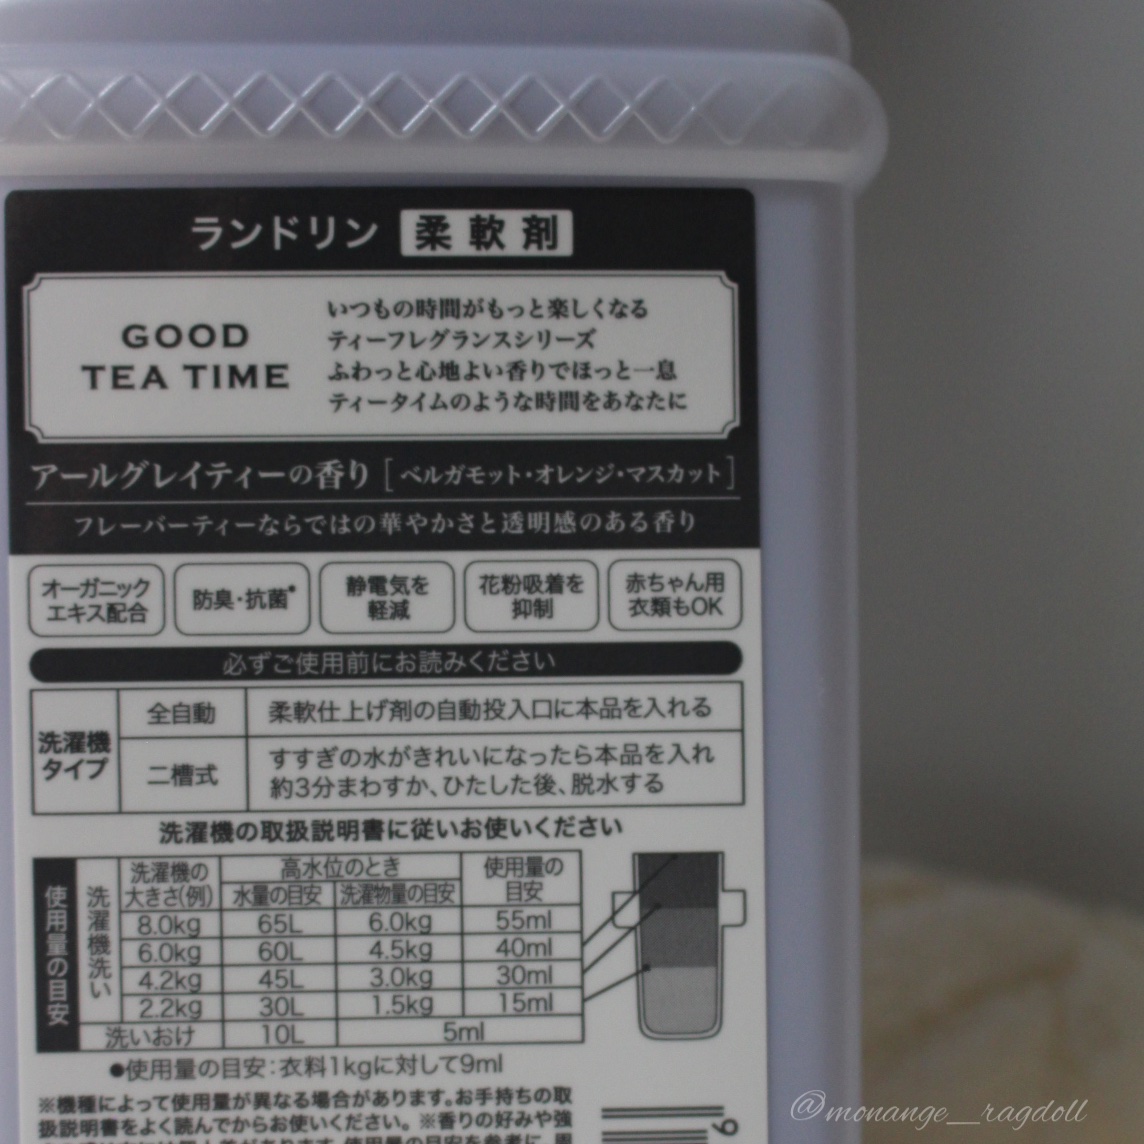 ランドリン 柔軟剤
GOOD
TEA TIME
いつもの時間がもっと楽しくなる
ティーフレグランスシリーズ
ふわっと心地よい香りでほっと一息
ティータイムのような時間をあなたに
アールグレイティーの香り[ベルガモット・オレンジ・マスカット]
フレーバーティーならではの華やかさと透明感のある香り
オーガニック
エキス配合
防臭・抗菌*
静電気を
軽減
花粉吸着を
抑制
赤ちゃん用
衣類もOK
必ずご使用前にお読みください
洗濯機
タイプ
全自動 柔軟仕上げ剤の自動投入口に本品を入れる
二槽式 すすぎの水がきれいになったら本品を入れ
約3分まわすか、ひたした後、脱水する
洗濯機の取扱説明書に従いお使いください
使用量の目安
洗濯機洗い
洗濯機の
大きさ(例)
高水位のとき
水量の目安 洗濯物量の目安
使用量の
目安
8.0kg 65L 6.0kg 55ml
6.0kg 60L 4.5kg 40ml
4.2kg 45L 3.0kg 30ml
2.2kg 30L 1.5kg 15ml
洗いおけ 10L 5ml
●使用量の目安:衣料1kgに対して9ml
※機種によって使用量が異なる場合があります。お手持ちの取
扱説明書をよく読んでからお使いください。※香りの好みや強
9
@monange__ragdoll